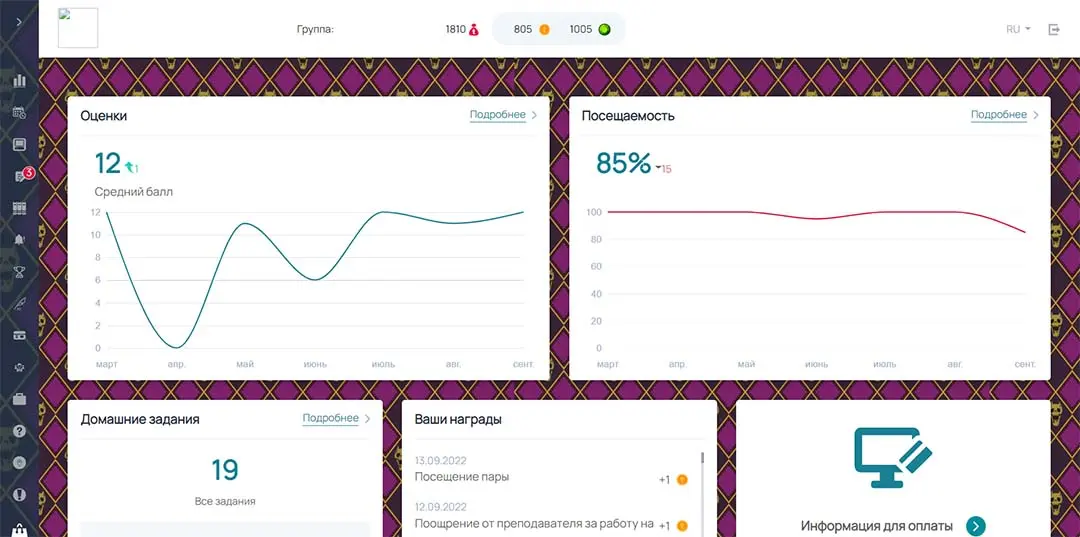 Группа:
1810
805
1005
RU
3
Оценки
Подробнее
12
1
Средний балл
12
10
8
6
4
2
0
март
апр.
май
июнь
июль
авг.
сент.
Посещаемость
Подробнее
85%
15
100
80
60
40
20
0
март
апр.
май
июнь
июль
авг.
сент.
Домашние задания
Подробнее
19
Все задания
Ваши награды
13.09.2022
Посещение пары
+1
12.09.2022
Поощрение от преподавателя за работу на
+1
Информация для оплаты